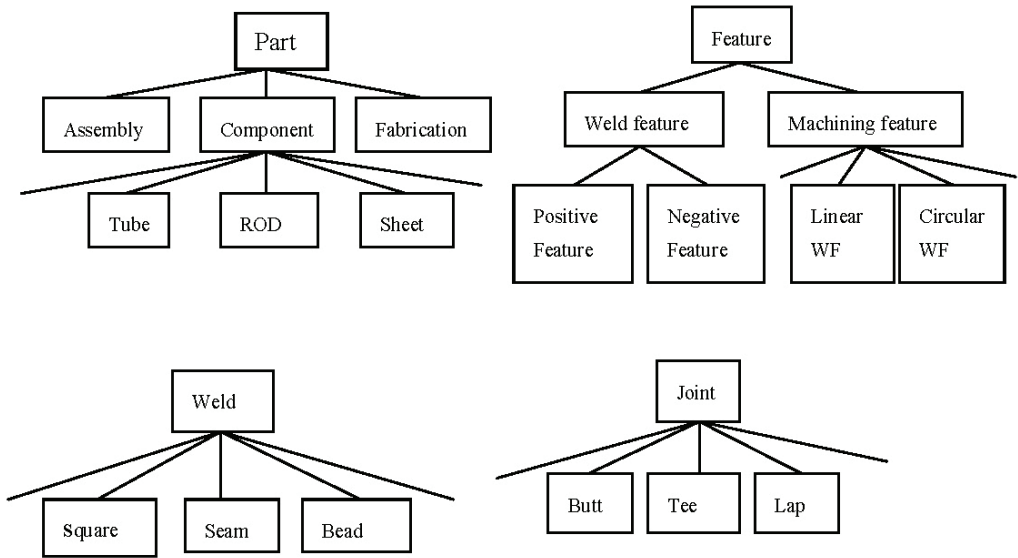 Part
Assembly
Component
Fabrication
Tube
ROD
Sheet
Feature
Weld feature
Machining feature
Positive
Feature
Negative
Feature
Linear
WF
Circular
WF
Weld
Square
Seam
Bead
Joint
Butt
Tee
Lap